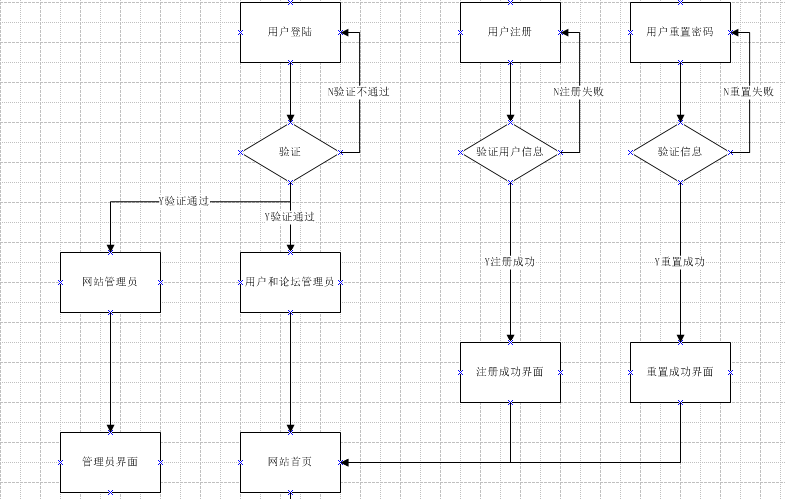 用户登陆
用户注册
用户重置密码
N验证不通过
N注册失败
N重置失败
验证
验证用户信息
验证信息
Y验证通过
Y验证通过
Y注册成功
Y重置成功
网站管理员
用户和论坛管理员
注册成功界面
重置成功界面
管理员界面
网站首页